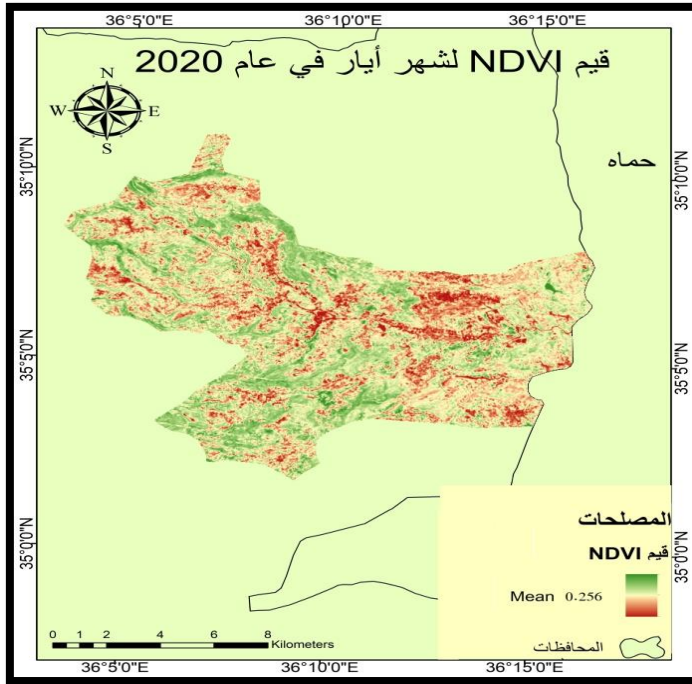 36°5'0"E 36°10'0"E 36°15'0"E
قيم NDVI لشهر أيار في عام 2020
N
W E
S
حماه
35°10'0"N 35°10'0"N
35°5'0"N 35°5'0"N
35°0'0"N 35°0'0"N
المصلحات
قيم NDVI
Mean 0.256
المحافظات
0 1 2 4 6 8
Kilometers
36°5'0"E 36°10'0"E 36°15'0"E